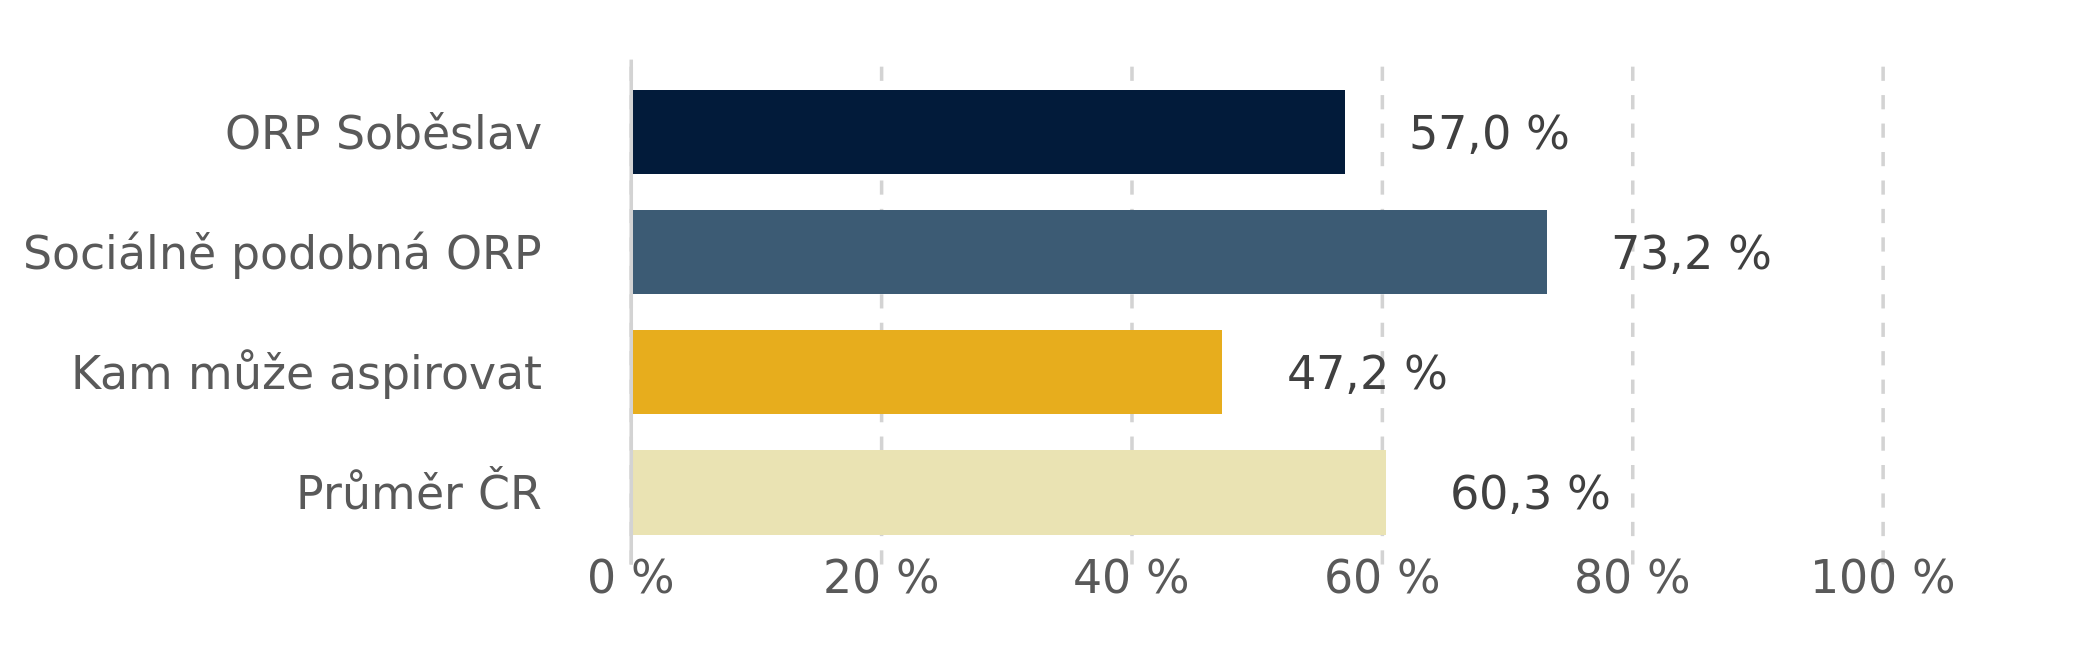 ORP Soběslav
57,0 %
Sociálně podobná ORP
73,2 %
Kam může aspirovat
47,2 %
Průměr ČR
60,3 %
0 % 20 % 40 % 60 % 80 % 100 %